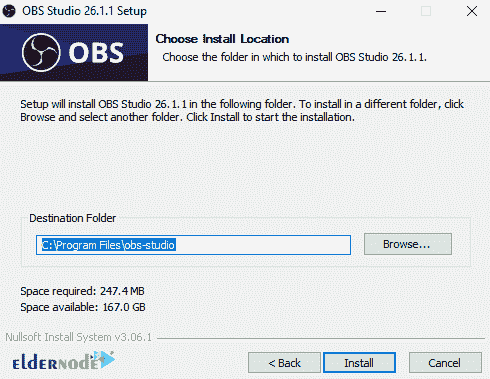 OBS Studio 26.1.1 Setup
OBS
Choose Install Location
Choose the folder in which to install OBS Studio 26.1.1.
Setup will install OBS Studio 26.1.1 in the following folder. To install in a different folder, click
Browse and select another folder. Click Install to start the installation.
Destination Folder
C:\Program Files\obs-studio
Browse...
Space required: 247.4 MB
Space available: 167.0 GB
Nullsoft Install System v3.06.1
eldernode
< Back
Install
Cancel